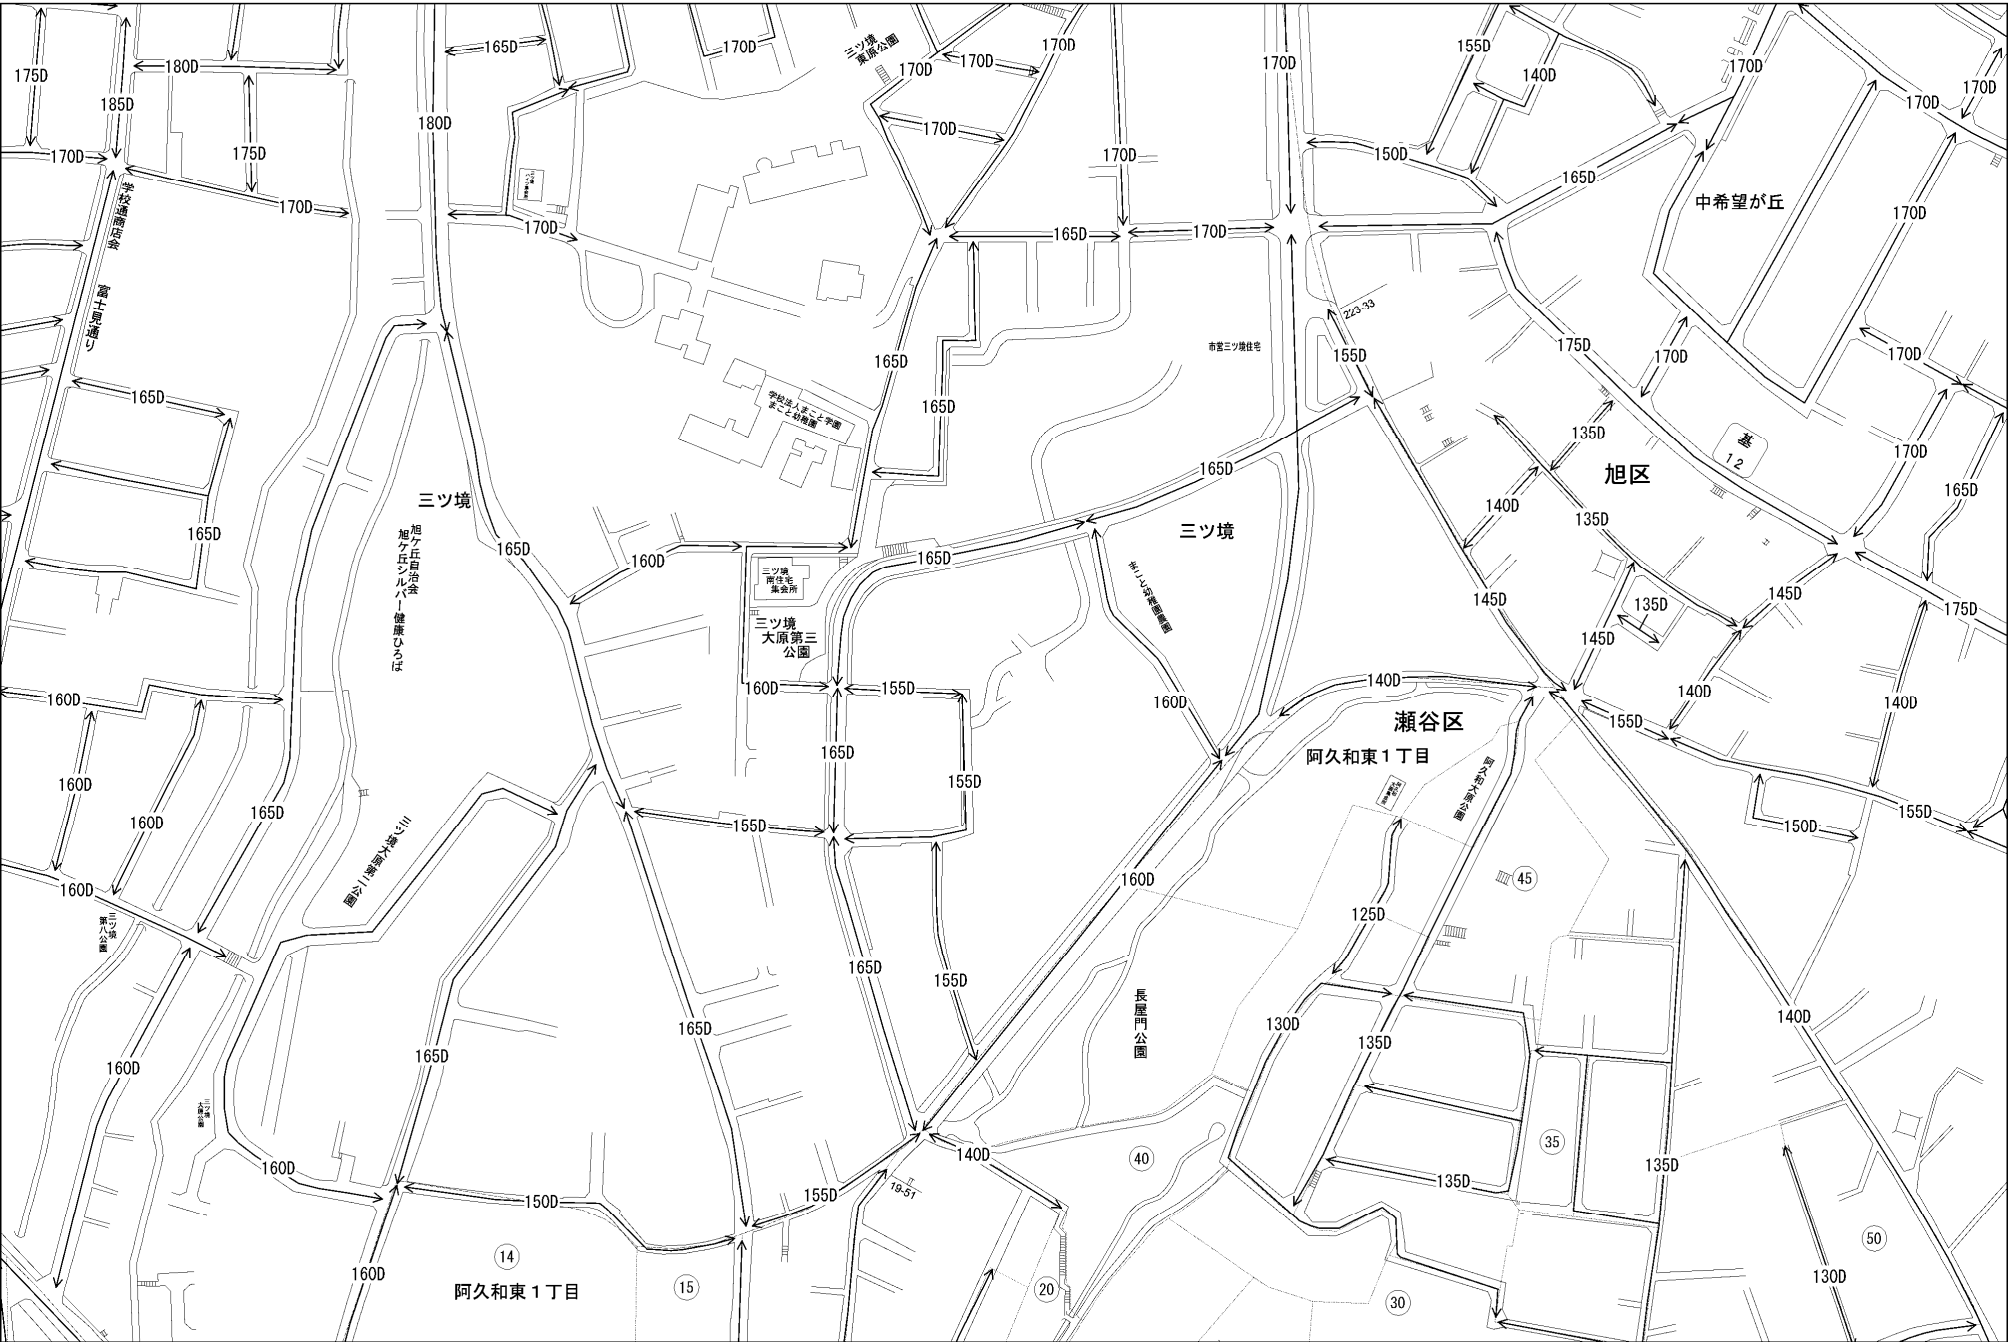 165D
170D
170D
170D
155D
三ツ境
東原公園
170D
170D
140D
170D
175D
180D
185D
180D
170D
170D
170D
170D
175D
170D
170D
150D
165D
学校通商店会
170D
170D
165D
170D
中希望が丘
170D
富士見通り
223-33
市営三ツ境住宅
165D
155D
175D
170D
170D
165D
学校法人まこと学園
まこと幼稚園
165D
135D
基
12
170D
旭区
165D
165D
三ツ境
140D
135D
165D
三ツ境
165D
旭ケ丘自治会
旭ケ丘シルバー健康ひろば
165D
160D
165D
三ツ境
南住宅
集会所
まこと幼稚園農園
145D
135D
145D
175D
三ツ境
大原第三
公園
145D
160D
160D
155D
160D
140D
瀬谷区
155D
140D
140D
165D
阿久和東1丁目
阿久和大原公園
160D
155D
160D
165D
155D
150D
155D
三ツ境大原第二公園
160D
160D
45
三ツ境
第八公園
125D
165D
155D
長屋門公園
160D
165D
165D
130D
135D
140D
三ツ境
大原公園
160D
140D
40
35
135D
135D
150D
155D
19-51
160D
14
阿久和東1丁目
15
20
30
50
130D